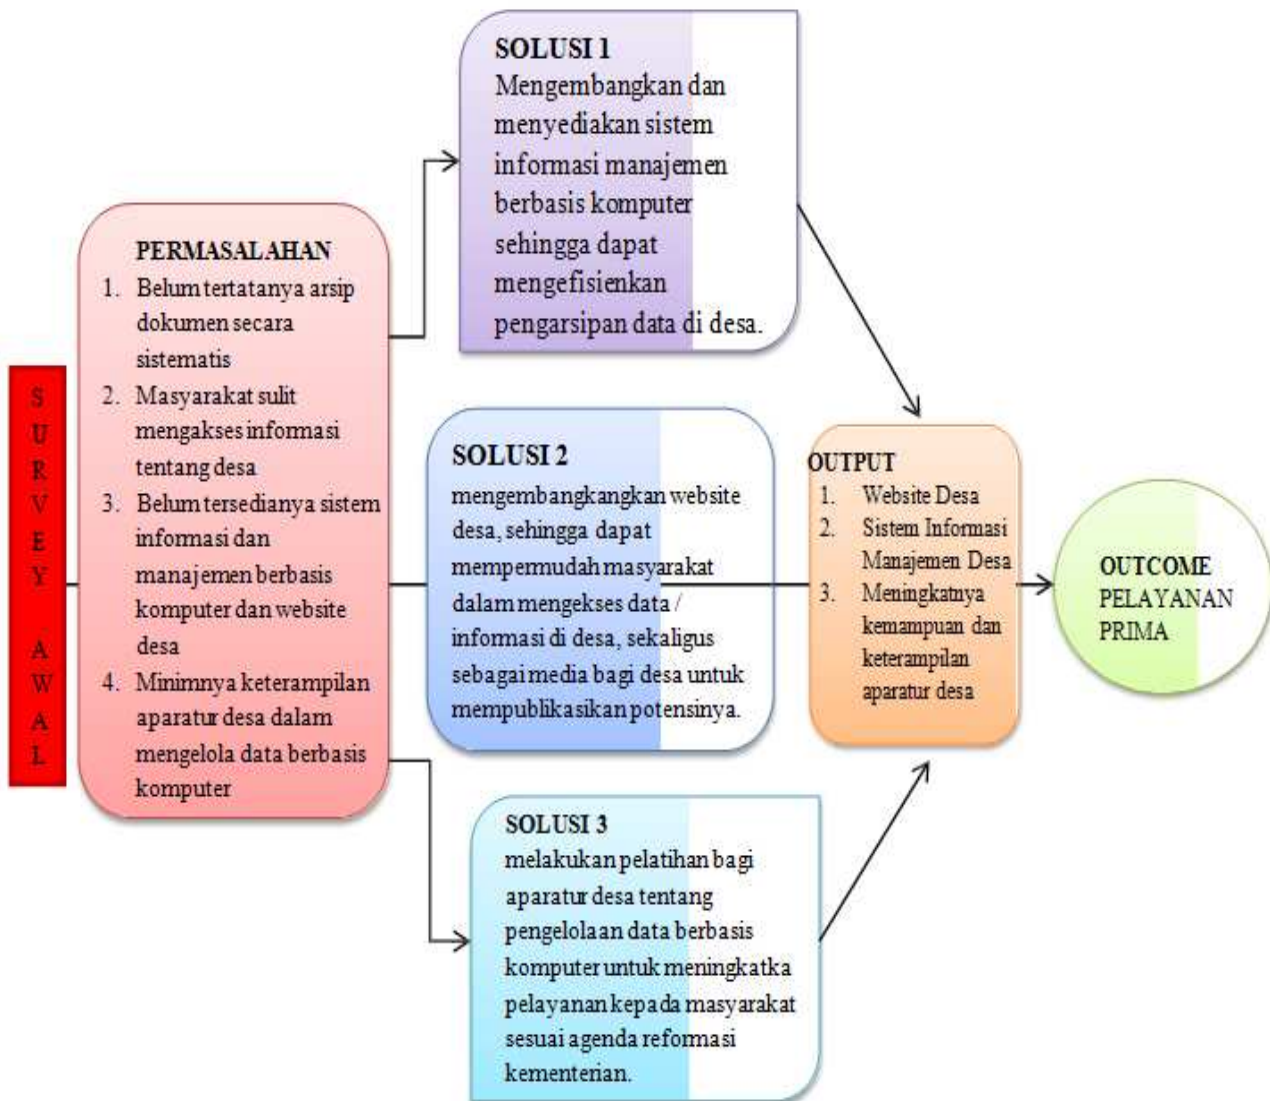 SURVEY AWAL
PERMASALAHAN
1. Belum tertatanya arsip
dokumen secara
sistematis
2. Masyarakat sulit
mengakses informasi
tentang desa
3. Belum tersedianya sistem
informasi dan
manajemen berbasis
komputer dan website
desa
4. Minimnya keterampilan
aparatur desa dalam
mengelola data berbasis
komputer
SOLUSI 1
Mengembangkan dan
menyediakan sistem
informasi manajemen
berbasis komputer
sehingga dapat
mengefisienkan
pengarsipan data di desa.
SOLUSI 2
mengembangkangkan website
desa, sehingga dapat
mempermudah masyarakat
dalam mengekses data /
informasi di desa, sekaligus
sebagai media bagi desa untuk
mempublikasikan potensinya.
SOLUSI 3
melakukan pelatihan bagi
aparatur desa tentang
pengelolaan data berbasis
komputer untuk meningkatka
pelayanan kepada masyarakat
sesuai agenda reformasi
kementerian.
OUTPUT
1. Website Desa
2. Sistem Informasi
Manajemen Desa
3. Meningkatnya
kemampuan dan
keterampilan
aparatur desa
OUTCOME
PELAYANAN
PRIMA